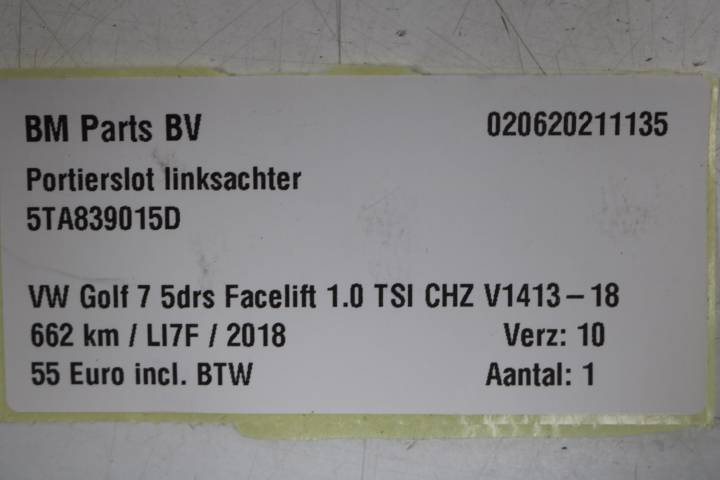 BM Parts BV 020620211135
Portierslot linksachter
5TA839015D
VW Golf 7 5drs Facelift 1.0 TSI CHZ V1413-18
662 km / LI7F / 2018 Verz: 10
55 Euro incl. BTW Aantal: 1